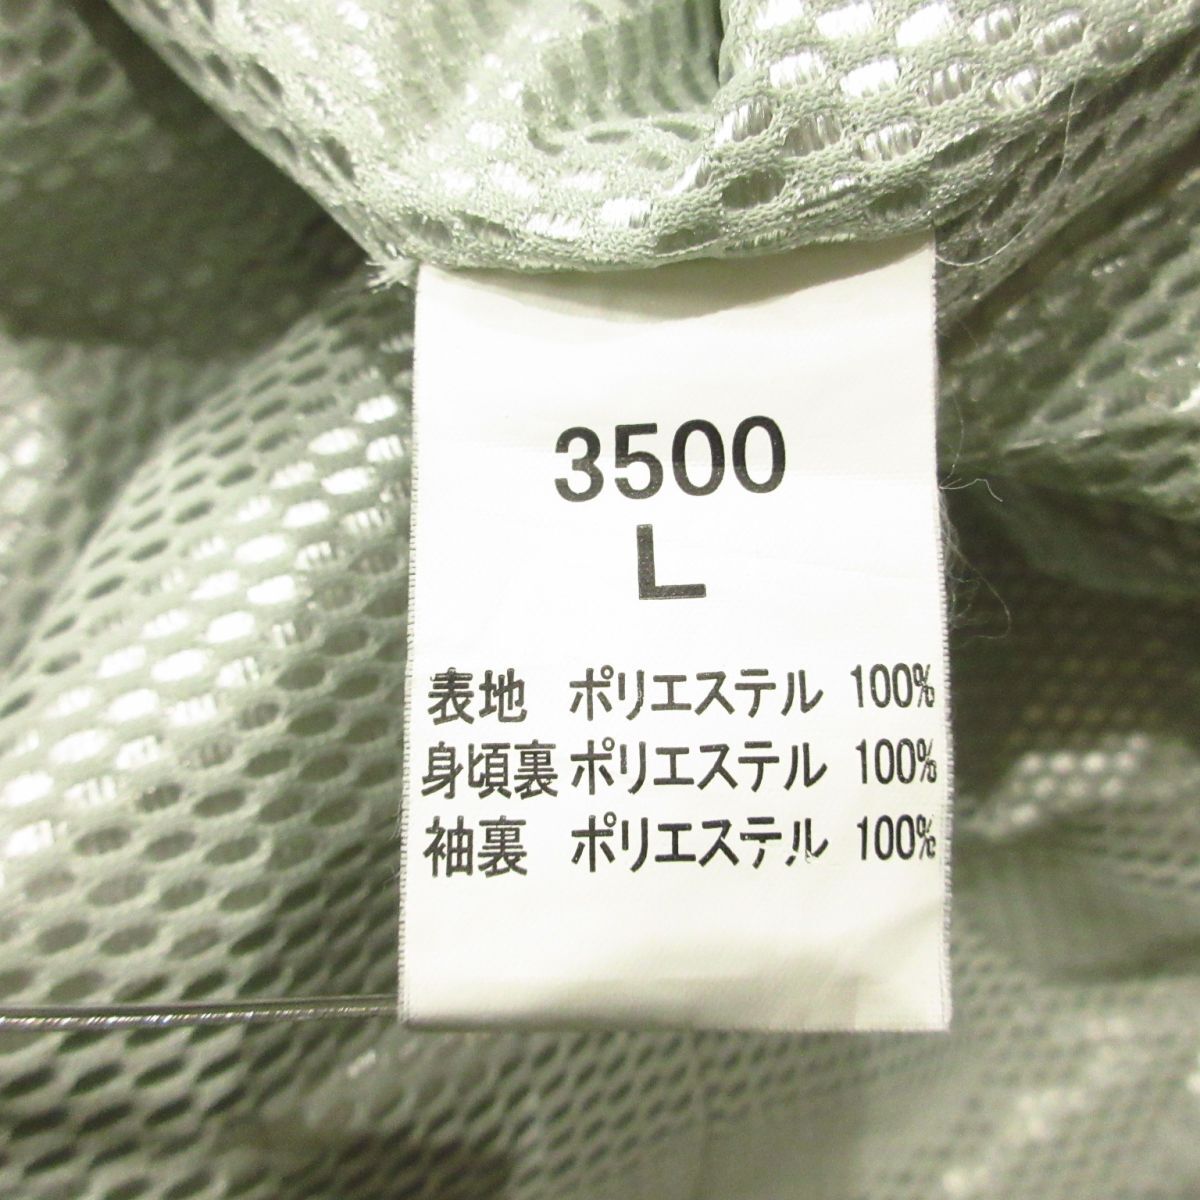 3500
L
表地 ポリエステル 100%
身頃裏 ポリエステル 100%
袖裏 ポリエステル 100%